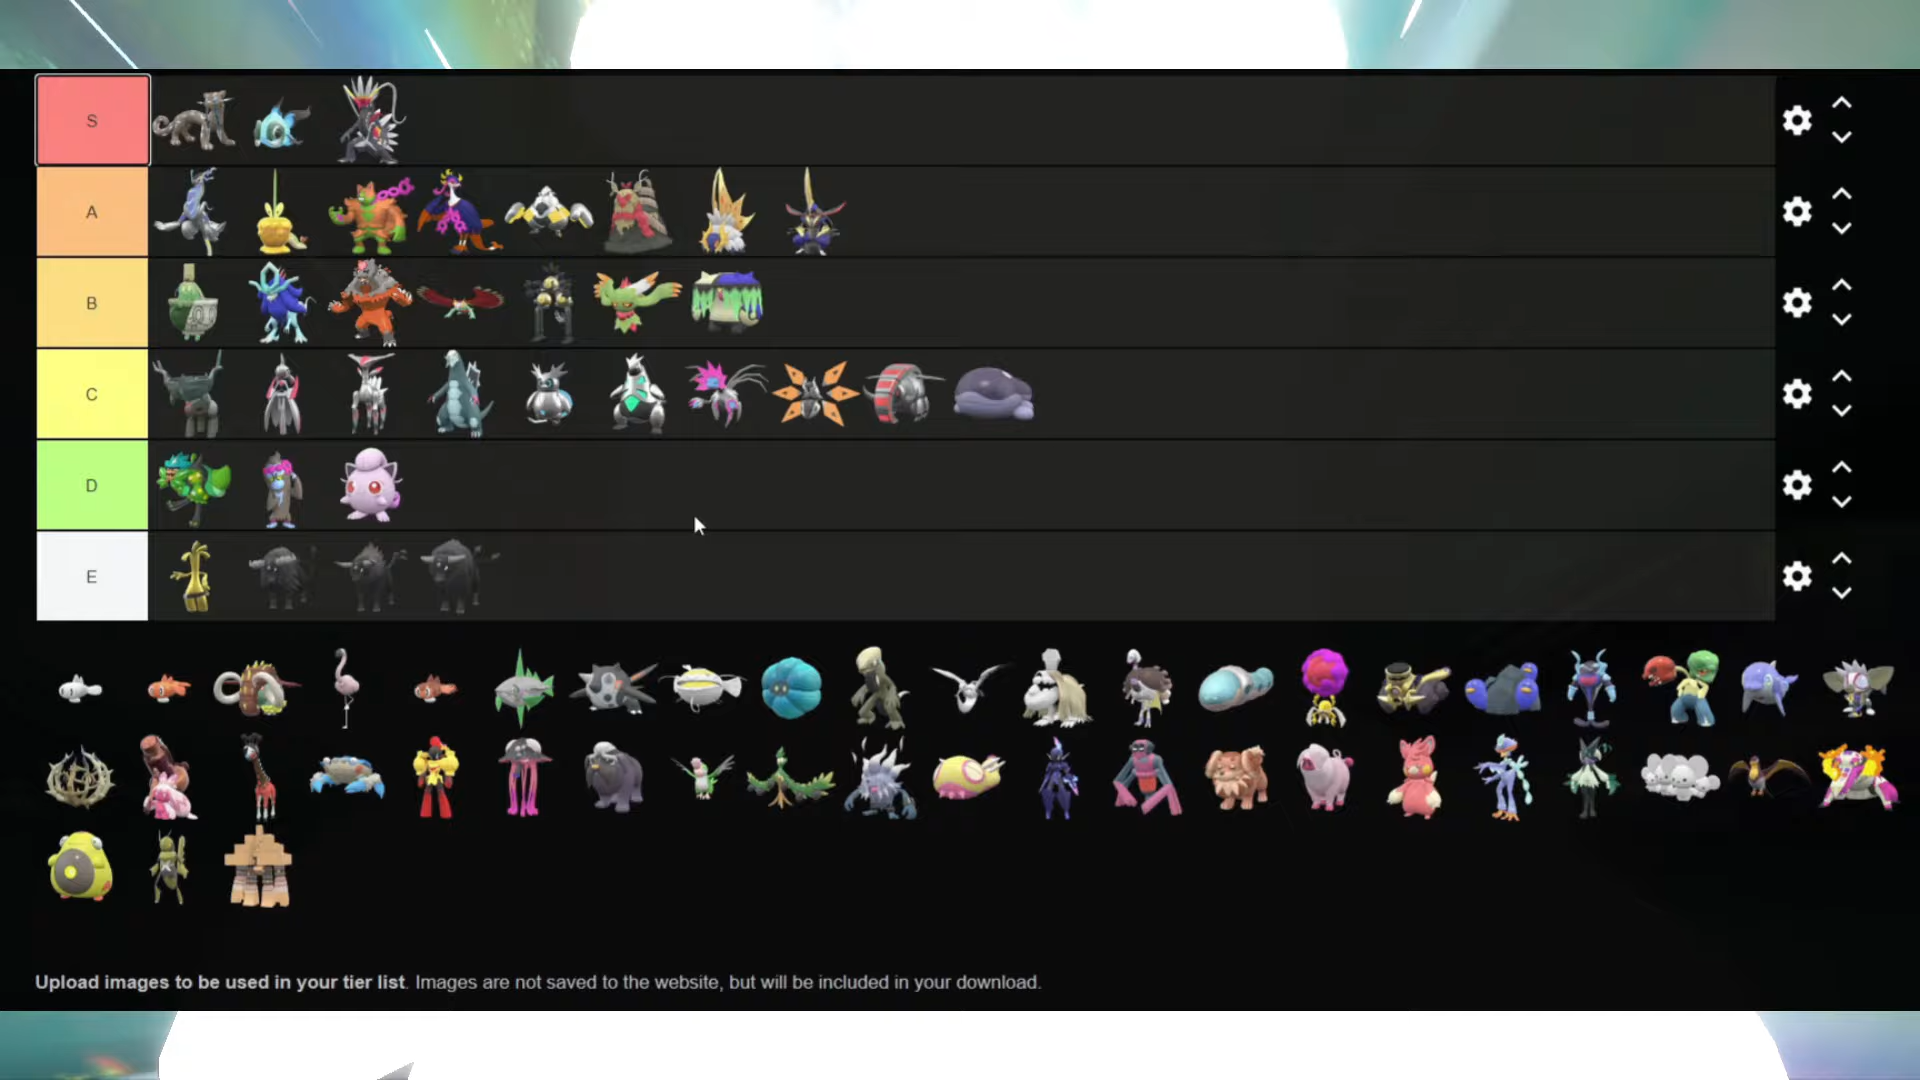 S
A
B
C
D
E
Upload images to be used in your tier list. Images are not saved to the website, but will be included in your download.